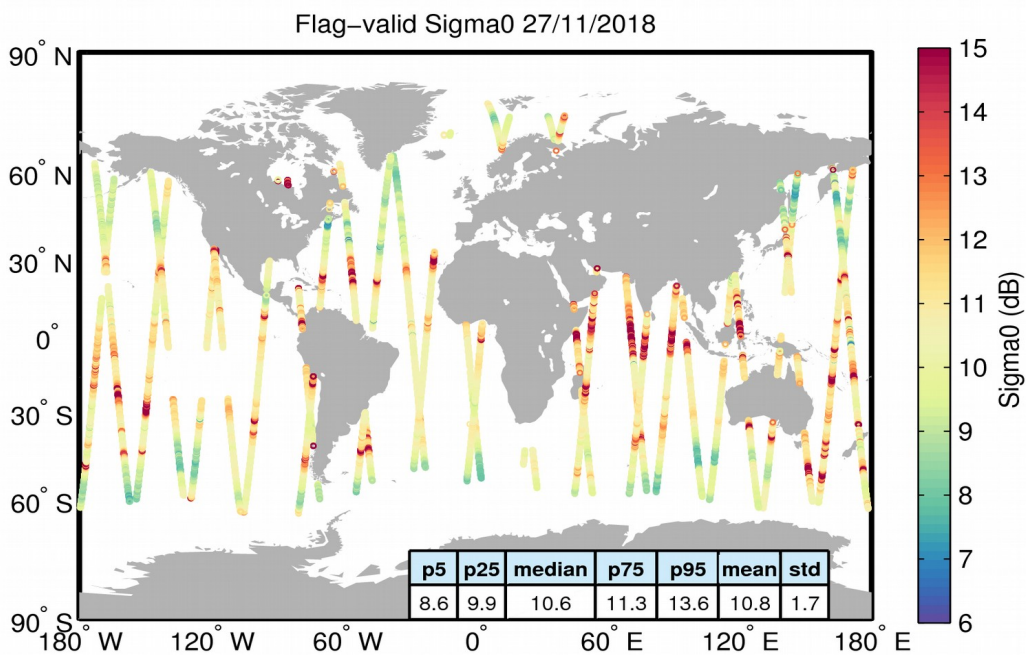 Flag−valid Sigma0 27/11/2018
90° N
60° N
30° N
0°
30° S
60° S
90° S
180° W
120° W
60° W
0°
60° E
120° E
180° E
p5 p25 median p75 p95 mean std
8.6 9.9 10.6 11.3 13.6 10.8 1.7
15
14
13
12
11
10
9
8
7
6
Sigma0 (dB)